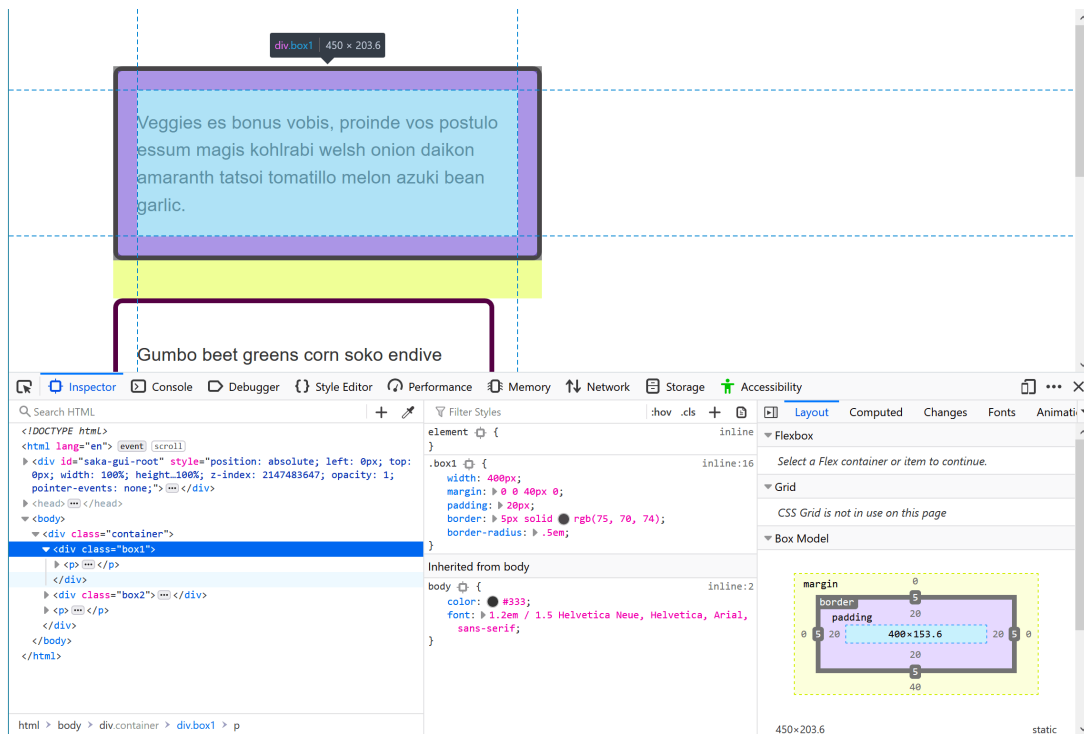 div.box1 | 450 × 203.6
Veggies es bonus vobis, proinde vos postulo
essum magis kohlrabi welsh onion daikon
amaranth tatsoi tomatillo melon azuki bean
garlic.
Gumbo beet greens corn soko endive
Inspector Console Debugger {} Style Editor Performance Memory Network Storage Accessibility
Search HTML
<!DOCTYPE html>
<html lang="en"> event scroll
<div id="saka-gui-root" style="position: absolute; left: 0px; top:
0px; width: 100%; height…100%; z-index: 2147483647; opacity: 1;
pointer-events: none;"> ••• </div>
<head> ••• </head>
<body>
<div class="container">
<div class="box1">
<p> ••• </p>
</div>
<div class="box2"> ••• </div>
<p> ••• </p>
</div>
</body>
</html>
html > body > div.container > div.box1 > p
Filter Styles :hov .cls +
element { inline
}
.box1 { inline:16
width: 400px;
margin: 0 0 40px 0;
padding: 20px;
border: 5px solid rgb(75, 70, 74);
border-radius: .5em;
}
Inherited from body
body { inline:2
color: #333;
font: 1.2em / 1.5 Helvetica Neue, Helvetica, Arial,
sans-serif;
}
Layout Computed Changes Fonts Animati
Flexbox
Select a Flex container or item to continue.
Grid
CSS Grid is not in use on this page
Box Model
margin 0
border 5
padding 20
0 5 20 400×153.6 20 5 0
20
5
40
450×203.6 static